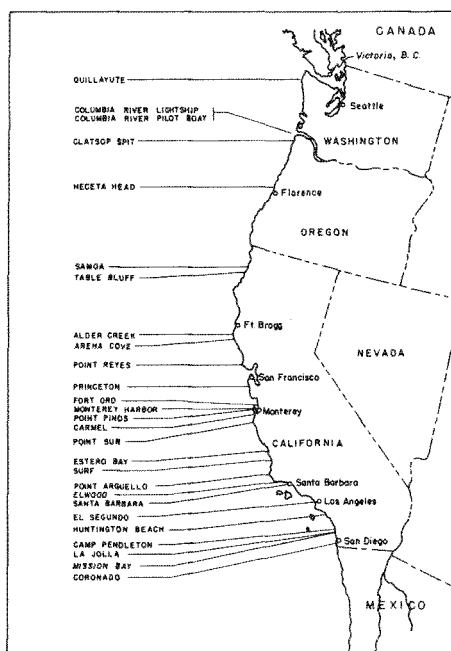 CANADA
Victoria, B. C.
QUILLAYUTE
Seattle
COLUMBIA RIVER LIGHTSHIP
COLUMBIA RIVER PILOT BOAT
WASHINGTON
CLATSOP SPIT
HECETA HEAD
Florence
OREGON
SAMOA
TABLE BLUFF
Ft. Bragg
ALDER CREEK
ARENA COVE
NEVADA
POINT REYES
San Francisco
PRINCETON
FORT ORD
MONTEREY HARBOR
Monterey
POINT PINOS
CARMEL
POINT SUR
CALIFORNIA
ESTERO BAY
SURF
POINT ARGUELLO
Santa Barbara
ELWOOD
SANTA BARBARA
Los Angeles
EL SEGUNDO
HUNTINGTON BEACH
CAMP PENDLETON
San Diego
LA JOLLA
MISSION BAY
CORONADO
MEXICO